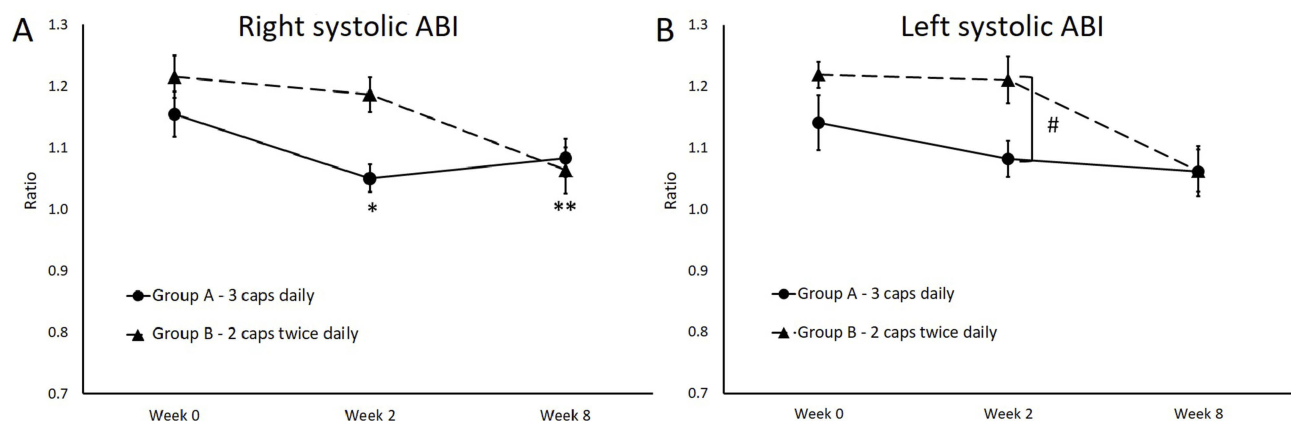 A
Right systolic ABI
1.3
1.2
1.1
1.0
0.9
0.8
0.7
Ratio
*
**
Group A - 3 caps daily
Group B - 2 caps twice daily
Week 0
Week 2
Week 8
B
Left systolic ABI
1.3
1.2
1.1
1.0
0.9
0.8
0.7
Ratio
#
Group A - 3 caps daily
Group B - 2 caps twice daily
Week 0
Week 2
Week 8